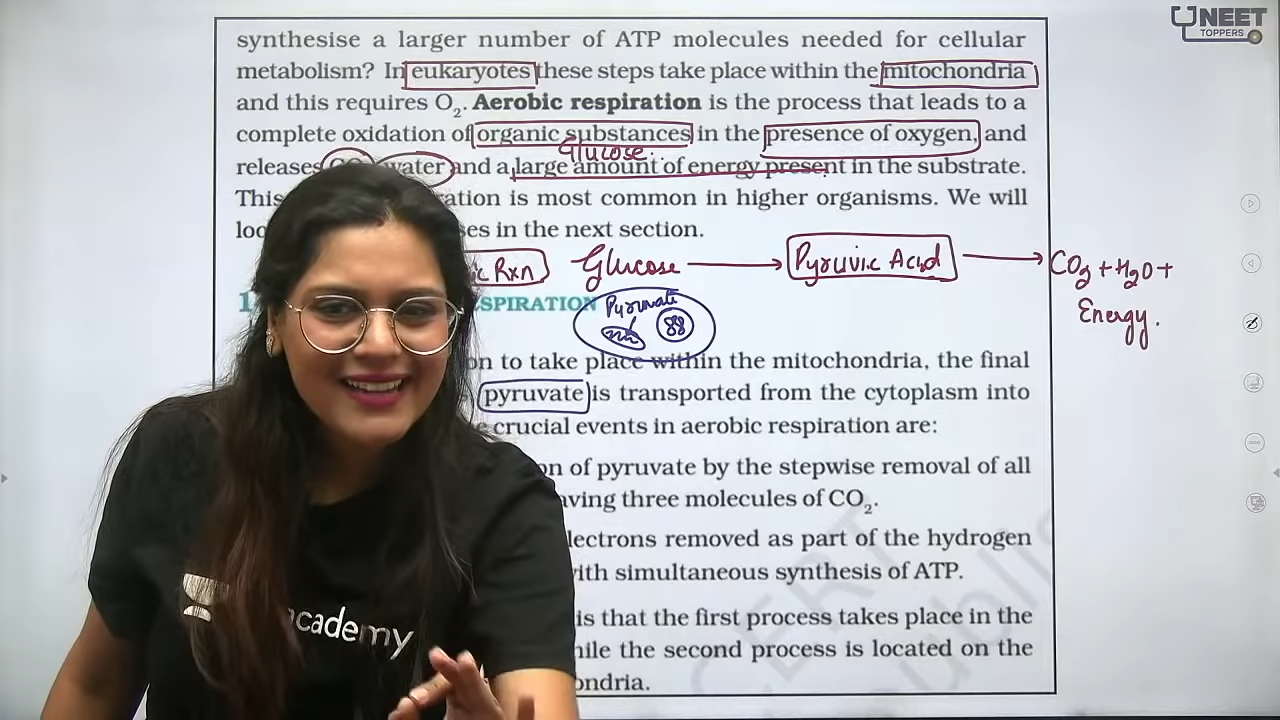 NEET
TOPPERS
synthesise a larger number of ATP molecules needed for cellular
metabolism? In eukaryotes these steps take place within the mitochondria
and this requires O₂. Aerobic respiration is the process that leads to a
complete oxidation of organic substances in the presence of oxygen, and
Glucose
releases water and a large amount of energy present in the substrate.
This ation is most common in higher organisms. We will
loo es in the next section.
c Rxn Glucose → Pyruvic Acid → CO₂ + H₂O +
Energy.
1 SPIRATION
Pyruvate
88
on to take place within the mitochondria, the final
pyruvate is transported from the cytoplasm into
e crucial events in aerobic respiration are:
on of pyruvate by the stepwise removal of all
aving three molecules of CO₂.
lectrons removed as part of the hydrogen
ith simultaneous synthesis of ATP.
is that the first process takes place in the
hile the second process is located on the
ondria.
academy